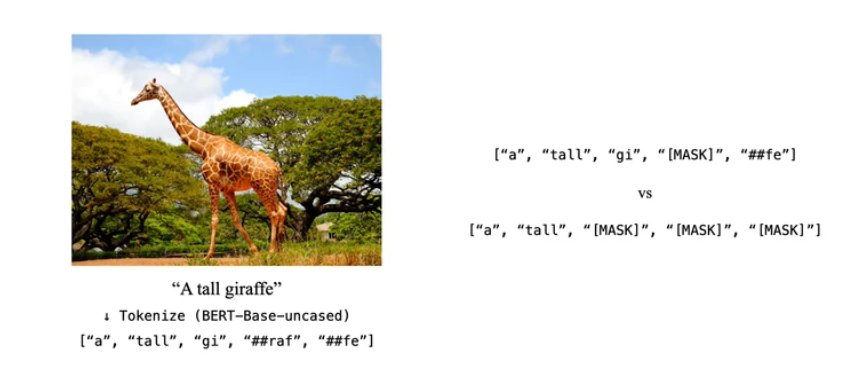 “A tall giraffe”
↓ Tokenize (BERT-Base-uncased)
[“a”, “tall”, “gi”, “##raf”, “##fe”]
[“a”, “tall”, “gi”, “[MASK]”, “##fe”]
vs
[“a”, “tall”, “[MASK]”, “[MASK]”, “[MASK]”]